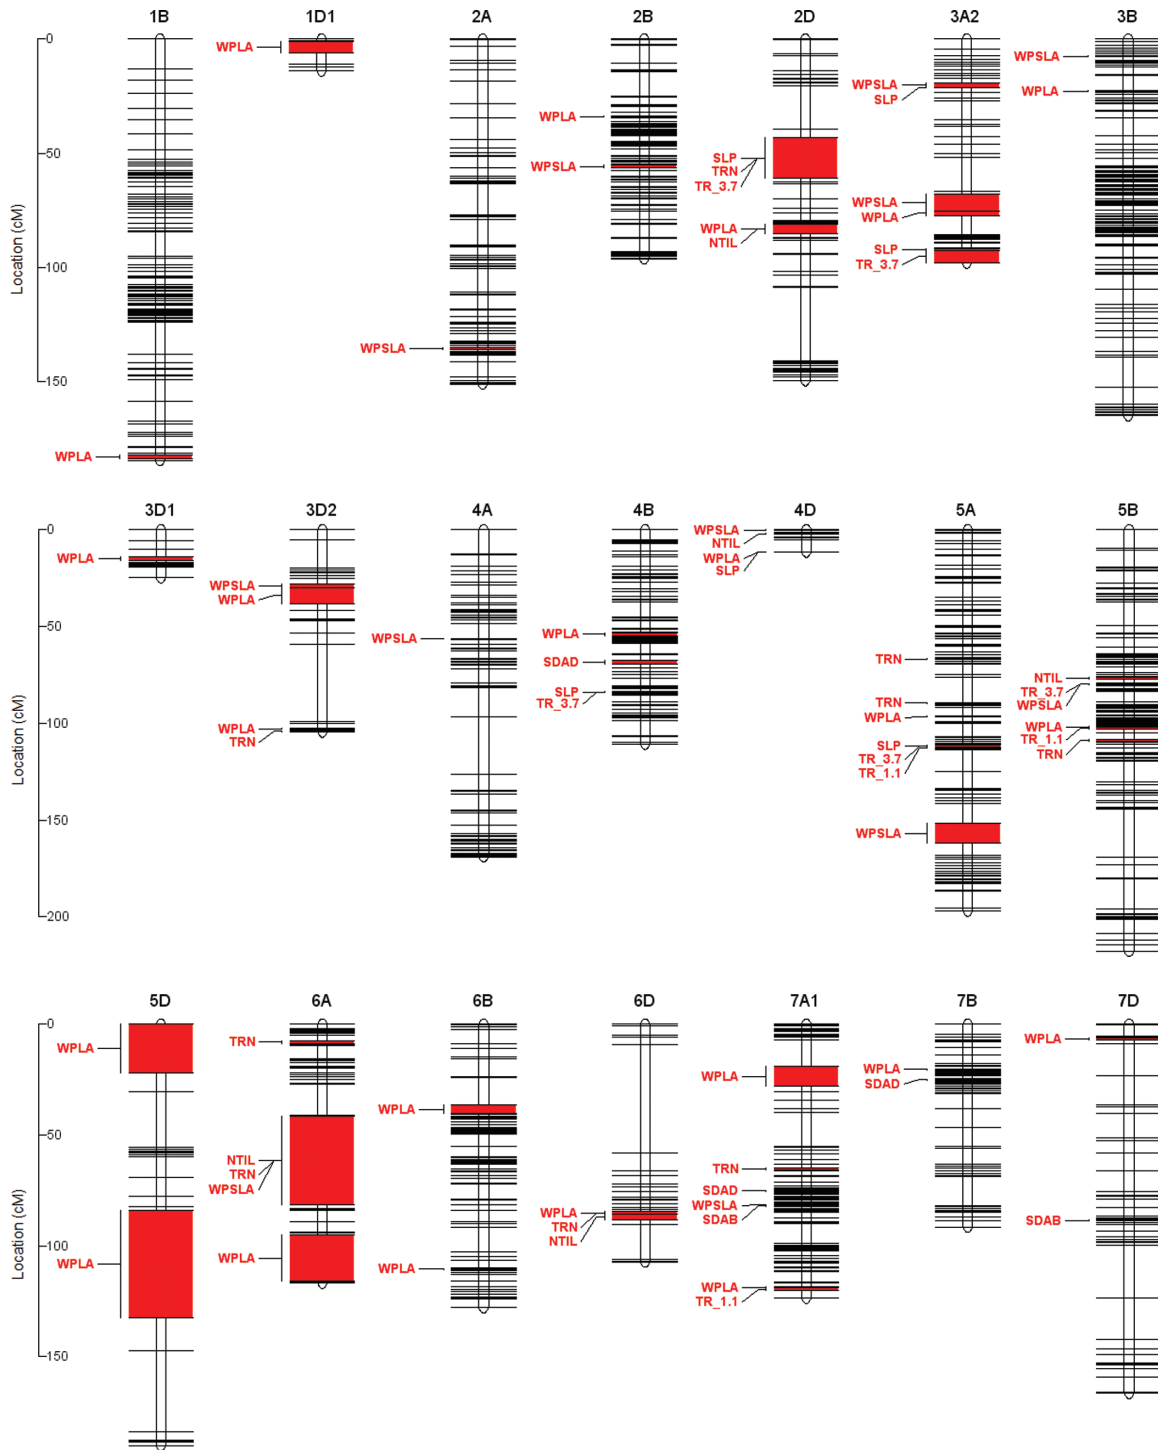 1B 1D1 2A 2B 2D 3A2 3B
0
50
100
150
Location (cM)
WPLA
WPLA
WPSLA
WPLA
WPSLA
SLP
TRN
TR_3.7
WPLA
NTIL
WPSLA
SLP
WPSLA
WPLA
SLP
TR_3.7
WPSLA
WPLA
3D1 3D2 4A 4B 4D 5A 5B
0
50
100
150
200
Location (cM)
WPLA
WPSLA
WPLA
WPLA
TRN
WPSLA
WPLA
SDAD
SLP
TR_3.7
WPSLA
NTIL
WPLA
SLP
TRN
TRN
WPLA
SLP
TR_3.7
TR_1.1
WPSLA
NTIL
TR_3.7
WPSLA
WPLA
TR_1.1
TRN
5D 6A 6B 6D 7A1 7B 7D
0
50
100
150
Location (cM)
WPLA
WPLA
TRN
NTIL
TRN
WPSLA
WPLA
WPLA
WPLA
WPLA
TRN
NTIL
WPLA
TRN
SDAD
WPSLA
SDAB
WPLA
TR_1.1
WPLA
SDAD
WPLA
SDAB